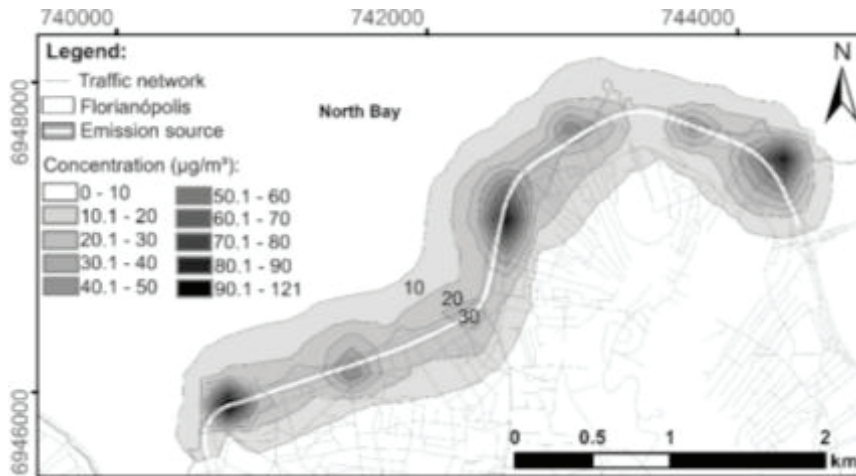 740000 742000 744000
Legend:
Traffic network
Florianópolis
Emission source
Concentration (µg/m³):
0 - 10
10.1 - 20
20.1 - 30
30.1 - 40
40.1 - 50
50.1 - 60
60.1 - 70
70.1 - 80
80.1 - 90
90.1 - 121
North Bay
N
6948000
6946000
10
20
30
0 0.5 1 2
km